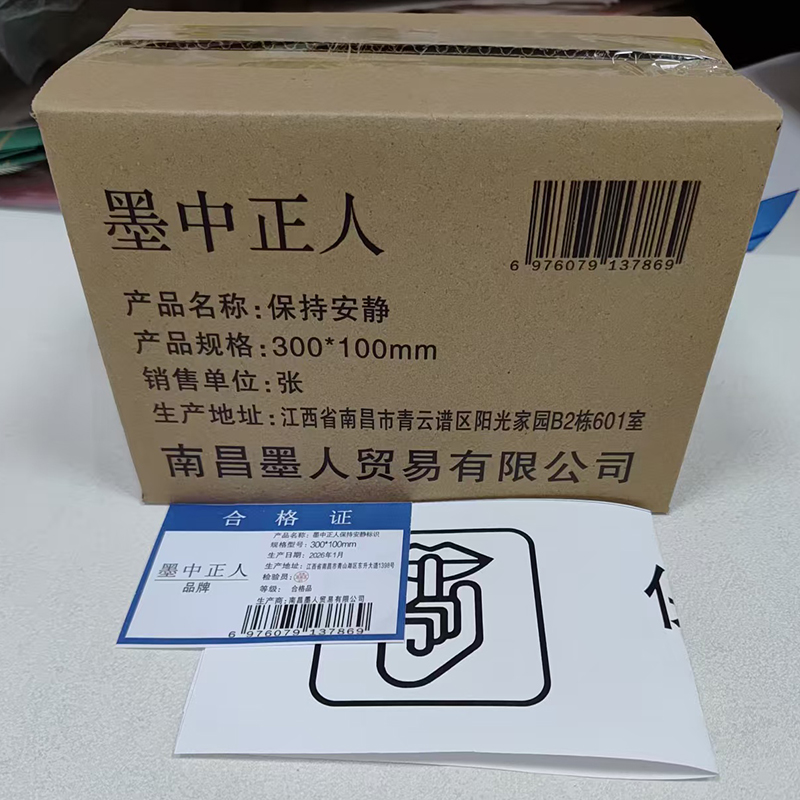 墨中正人
6 976079 137869
产品名称:保持安静
产品规格:300*100mm
销售单位:张
生产地址:江西省南昌市青云谱区阳光家园B2栋601室
南昌墨人贸易有限公司
合格证
墨中正人
品牌
产品名称:墨中正人保持安静标识
规格型号:300*100mm
生产日期:2026年1月
生产地址:江西省南昌市青山湖区东升大道1398号
检验员:
等级: 合格品
生产商:南昌墨人贸易有限公司
6 976079 137869